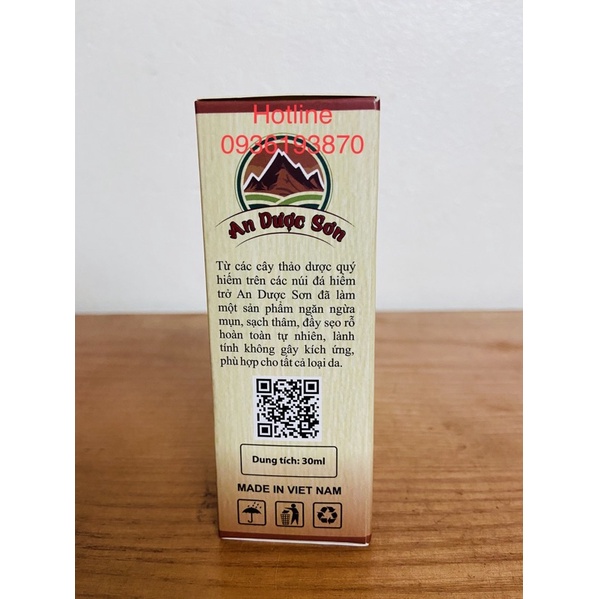 Hotline
0936193870
An Dược Sơn
Từ các cây thảo dược quý
hiếm trên các núi đá hiểm
trở An Dược Sơn đã làm
một sản phẩm ngăn ngừa
mụn, sạch thâm, đầy sẹo rỗ
hoàn toàn tự nhiên, lành
tính không gây kích ứng,
phù hợp cho tất cả loại da.
Dung tích: 30ml
MADE IN VIET NAM